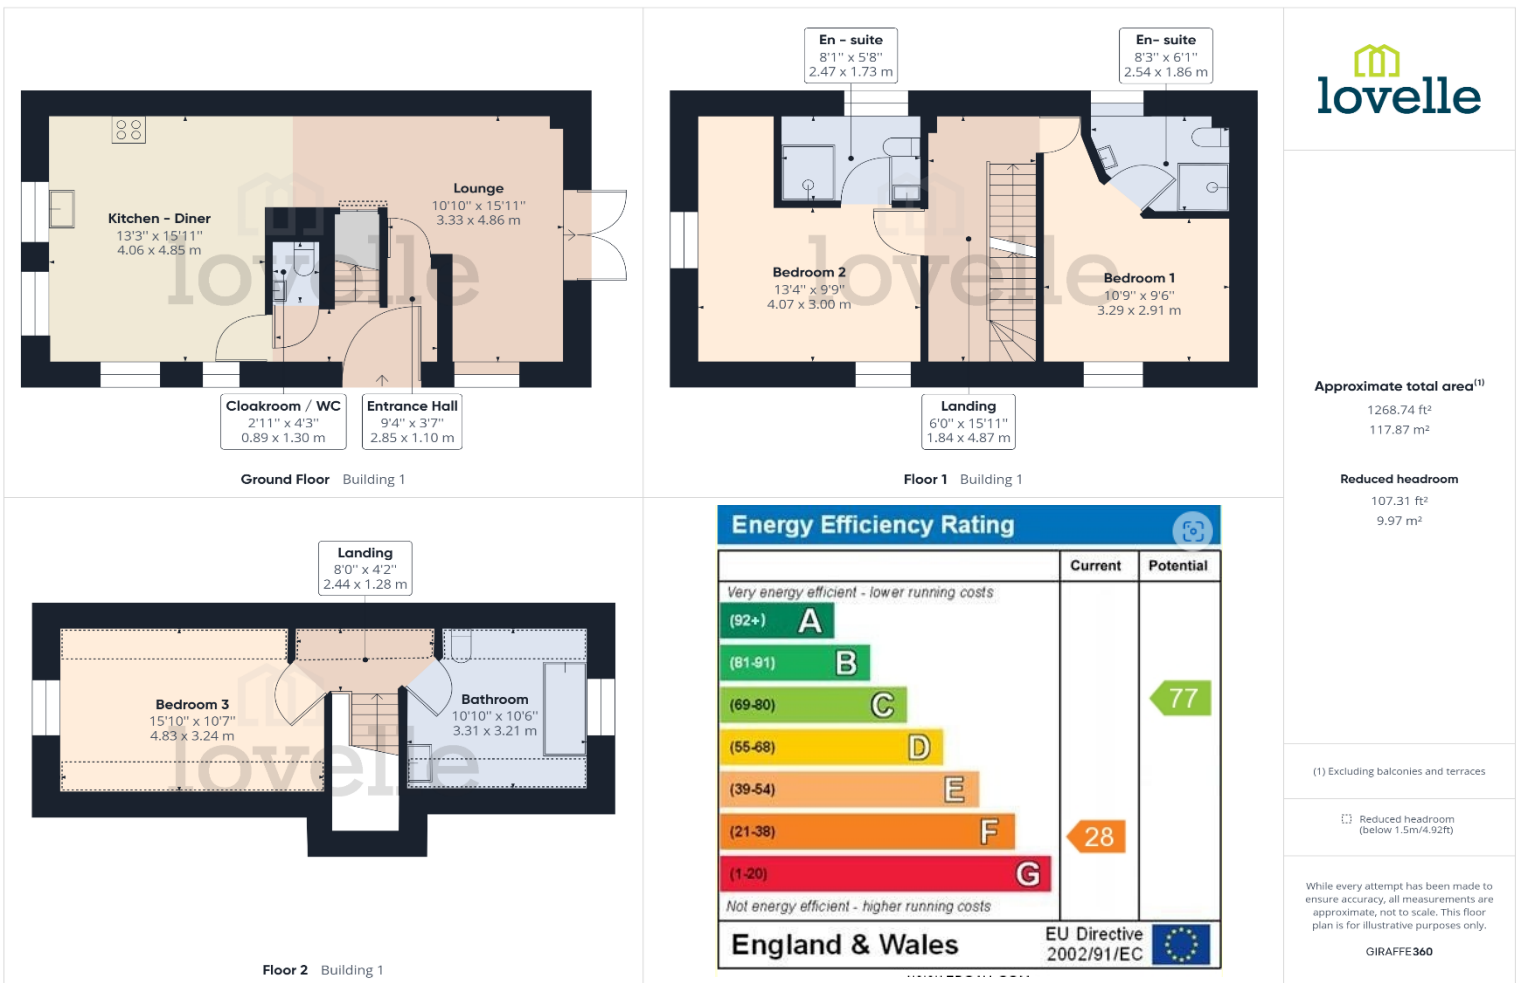 En - suite
8'1" x 5'8"
2.47 x 1.73 m
En- suite
8'3" x 6'1"
2.54 x 1.86 m
lovelle
Kitchen - Diner
13'3" x 15'11"
4.06 x 4.85 m
Lounge
10'10" x 15'11"
3.33 x 4.86 m
lovelle
Cloakroom / WC
2'11" x 4'3"
0.89 x 1.30 m
Entrance Hall
9'4" x 3'7"
2.85 x 1.10 m
Ground Floor Building 1
Bedroom 2
13'4" x 9'9"
4.07 x 3.00 m
Bedroom 1
10'9" x 9'6"
3.29 x 2.91 m
lovelle
Landing
6'0" x 15'11"
1.84 x 4.87 m
Floor 1 Building 1
Approximate total area(1)
1268.74 ft²
117.87 m²
Reduced headroom
107.31 ft²
9.97 m²
Landing
8'0" x 4'2"
2.44 x 1.28 m
Bedroom 3
15'10" x 10'7"
4.83 x 3.24 m
Bathroom
10'10" x 10'6"
3.31 x 3.21 m
lovelle
Floor 2 Building 1
Energy Efficiency Rating
Current Potential
Very energy efficient - lower running costs
(92+) A
(81-91) B
(69-80) C
77
(55-68) D
(39-54) E
(21-38) F
28
(1-20) G
Not energy efficient - higher running costs
England & Wales
EU Directive
2002/91/EC
(1) Excluding balconies and terraces
Reduced headroom
(below 1.5m/4.92ft)
While every attempt has been made to
ensure accuracy, all measurements are
approximate, not to scale. This floor
plan is for illustrative purposes only.
GIRAFFE360